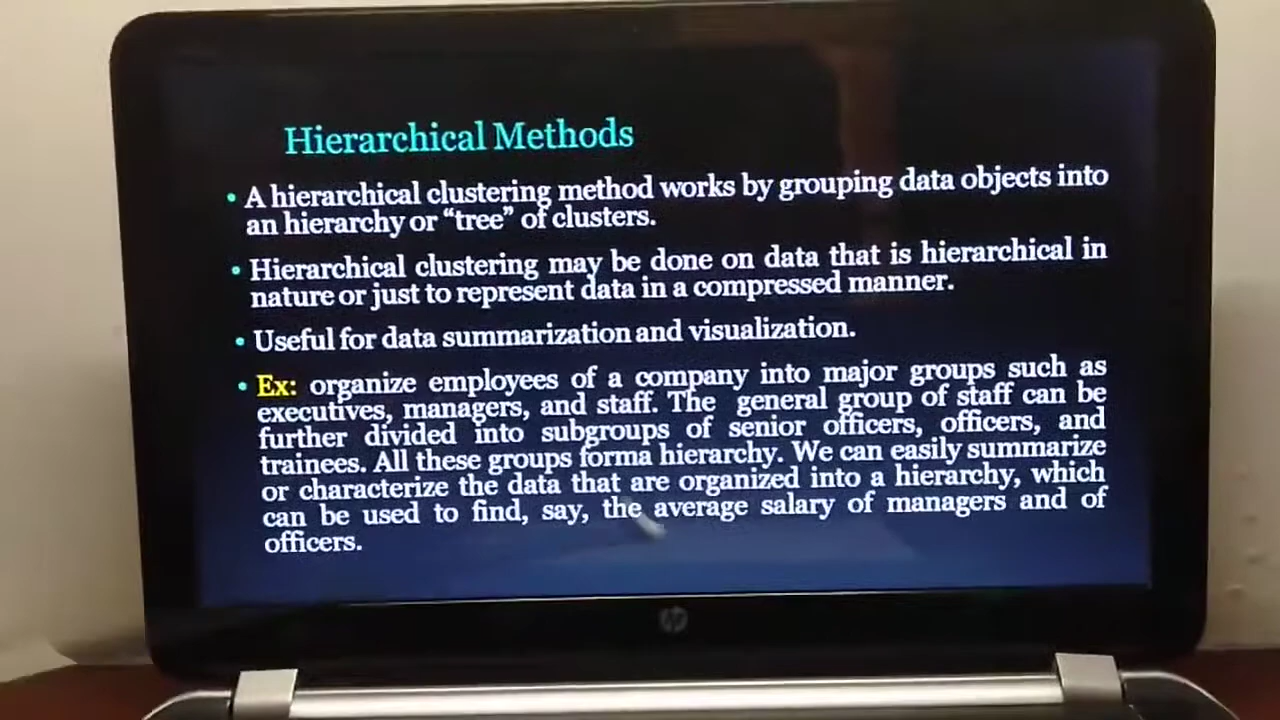 Hierarchical Methods
• A hierarchical clustering method works by grouping data objects into
an hierarchy or “tree” of clusters.
• Hierarchical clustering may be done on data that is hierarchical in
nature or just to represent data in a compressed manner.
• Useful for data summarization and visualization.
• Ex: organize employees of a company into major groups such as
executives, managers, and staff. The general group of staff can be
further divided into subgroups of senior officers, officers, and
trainees. All these groups forma hierarchy. We can easily summarize
or characterize the data that are organized into a hierarchy, which
can be used to find, say, the average salary of managers and of
officers.
hp